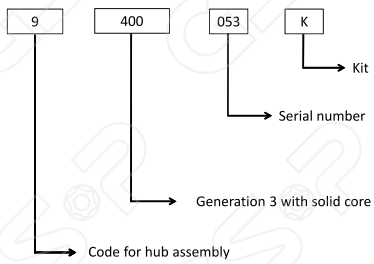 9 400 053 K
Kit
Serial number
Generation 3 with solid core
Code for hub assembly